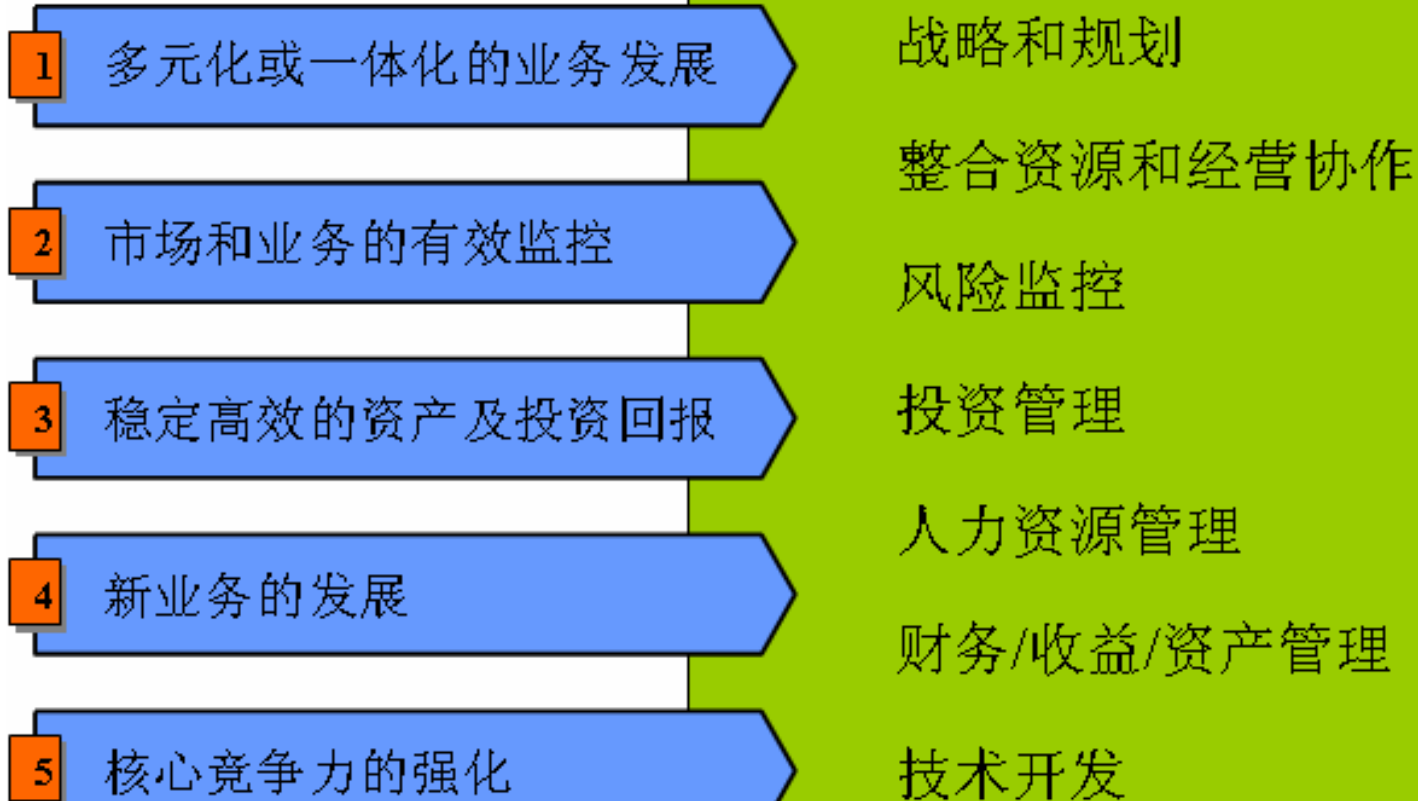 1 多元化或一体化的业务发展
2 市场和业务的有效监控
3 稳定高效的资产及投资回报
4 新业务的发展
5 核心竞争力的强化
战略和规划
整合资源和经营协作
风险监控
投资管理
人力资源管理
财务/收益/资产管理
技术开发